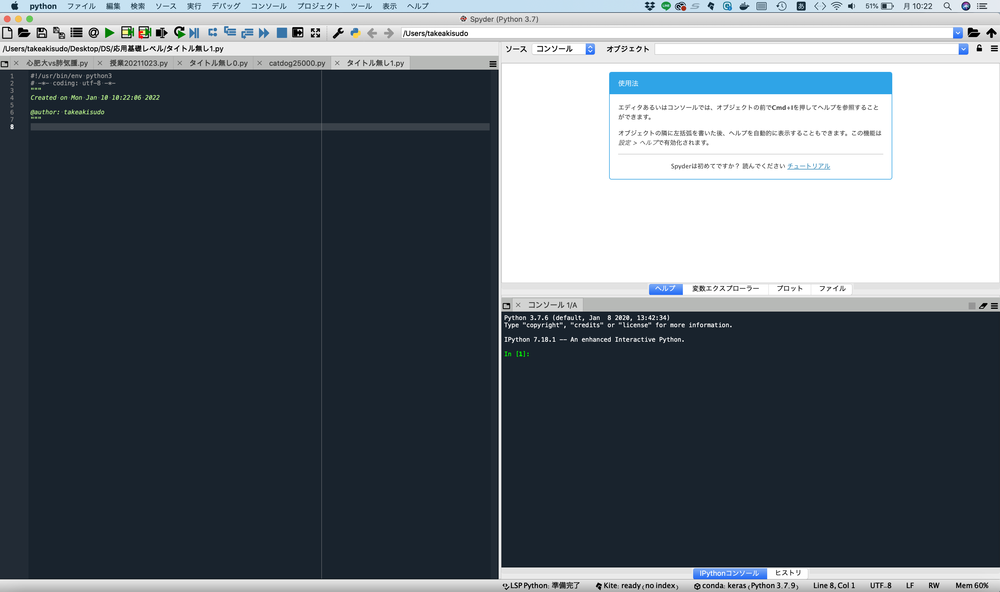 python ファイル 編集 検索 ソース 実行 デバッグ コンソール プロジェクト ツール 表示 ヘルプ LINE あ 51% 月 10:22
Spyder (Python 3.7)
/Users/takeakisudo
/Users/takeakisudo/Desktop/DS/応用基礎レベル/タイトル無し1.py
心肥大vs肺気腫.py 授業20211023.py タイトル無し0.py catdog25000.py タイトル無し1.py
1 #!/usr/bin/env python3
2 # -*- coding: utf-8 -*-
3 """
4 Created on Mon Jan 10 10:22:06 2022
5
6 @author: takeakisudo
7 """
8
ソース コンソール オブジェクト
使用法
エディタあるいはコンソールでは、オブジェクトの前でCmd+Iを押してヘルプを参照すること
ができます。
オブジェクトの隣に左括弧を書いた後、ヘルプを自動的に表示することもできます。この機能は
設定 > ヘルプで有効化されます。
Spyderは初めてですか？ 読んでください チュートリアル
ヘルプ 変数エクスプローラー プロット ファイル
コンソール 1/A
Python 3.7.6 (default, Jan  8 2020, 13:42:34)
Type "copyright", "credits" or "license" for more information.
IPython 7.18.1 -- An enhanced Interactive Python.
In [1]:
IPythonコンソール ヒストリ
LSP Python: 準備完了 Kite: ready (no index) conda: keras (Python 3.7.9) Line 8, Col 1 UTF-8 LF RW Mem 60%